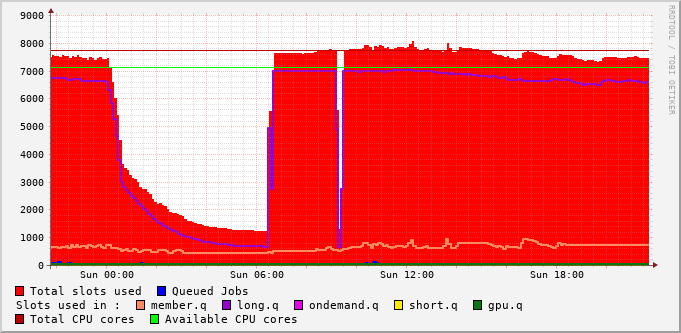 9000
8000
7000
6000
5000
4000
3000
2000
1000
0
Sun 00:00 Sun 06:00 Sun 12:00 Sun 18:00
RRDTOOL / TOBI OETIKER
Total slots used Queued Jobs
Slots used in : member.q long.q ondemand.q short.q gpu.q
Total CPU cores Available CPU cores